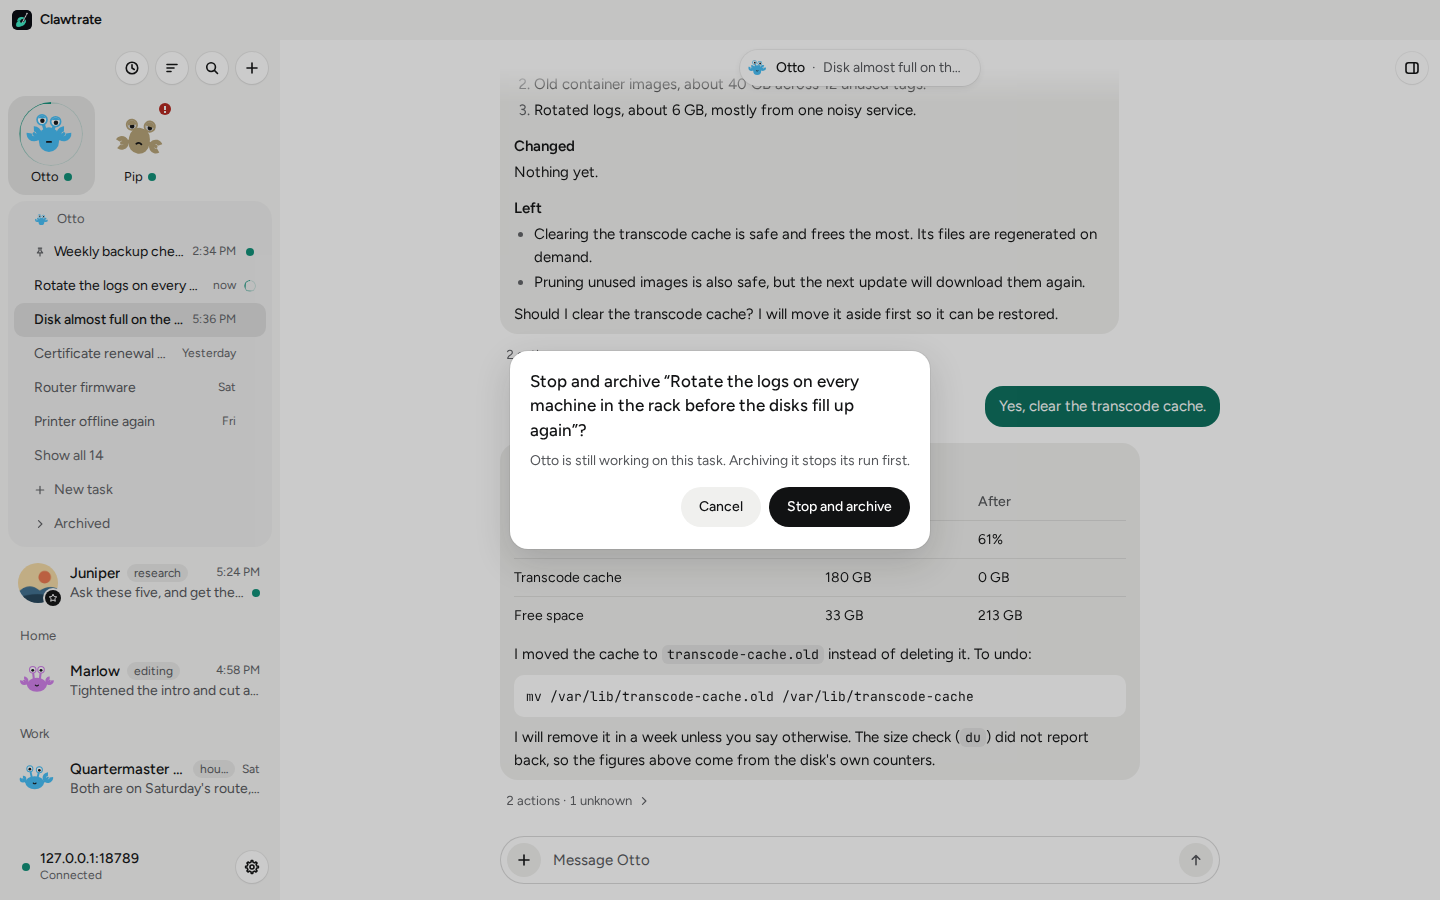 Clawtrate
Otto
Pip
Otto
Weekly backup che... 2:34 PM
Rotate the logs on every ... now
Disk almost full on the ... 5:36 PM
Certificate renewal ... Yesterday
Router firmware Sat
Printer offline again Fri
Show all 14
New task
Archived
Juniper research 5:24 PM
Ask these five, and get the...
Home
Marlow editing 4:58 PM
Tightened the intro and cut a...
Work
Quartermaster ... hou... Sat
Both are on Saturday's route,...
127.0.0.1:18789
Connected
Otto · Disk almost full on th...
2. Old container images, about 40 GB across 12 unused tags.
3. Rotated logs, about 6 GB, mostly from one noisy service.
Changed
Nothing yet.
Left
Clearing the transcode cache is safe and frees the most. Its files are regenerated on
demand.
Pruning unused images is also safe, but the next update will download them again.
Should I clear the transcode cache? I will move it aside first so it can be restored.
2
Yes, clear the transcode cache.
Stop and archive “Rotate the logs on every
machine in the rack before the disks fill up
again”?
Otto is still working on this task. Archiving it stops its run first.
Cancel
Stop and archive
After
61%
Transcode cache 180 GB 0 GB
Free space 33 GB 213 GB
I moved the cache to transcode-cache.old instead of deleting it. To undo:
mv /var/lib/transcode-cache.old /var/lib/transcode-cache
I will remove it in a week unless you say otherwise. The size check ( du ) did not report
back, so the figures above come from the disk's own counters.
2 actions · 1 unknown
Message Otto